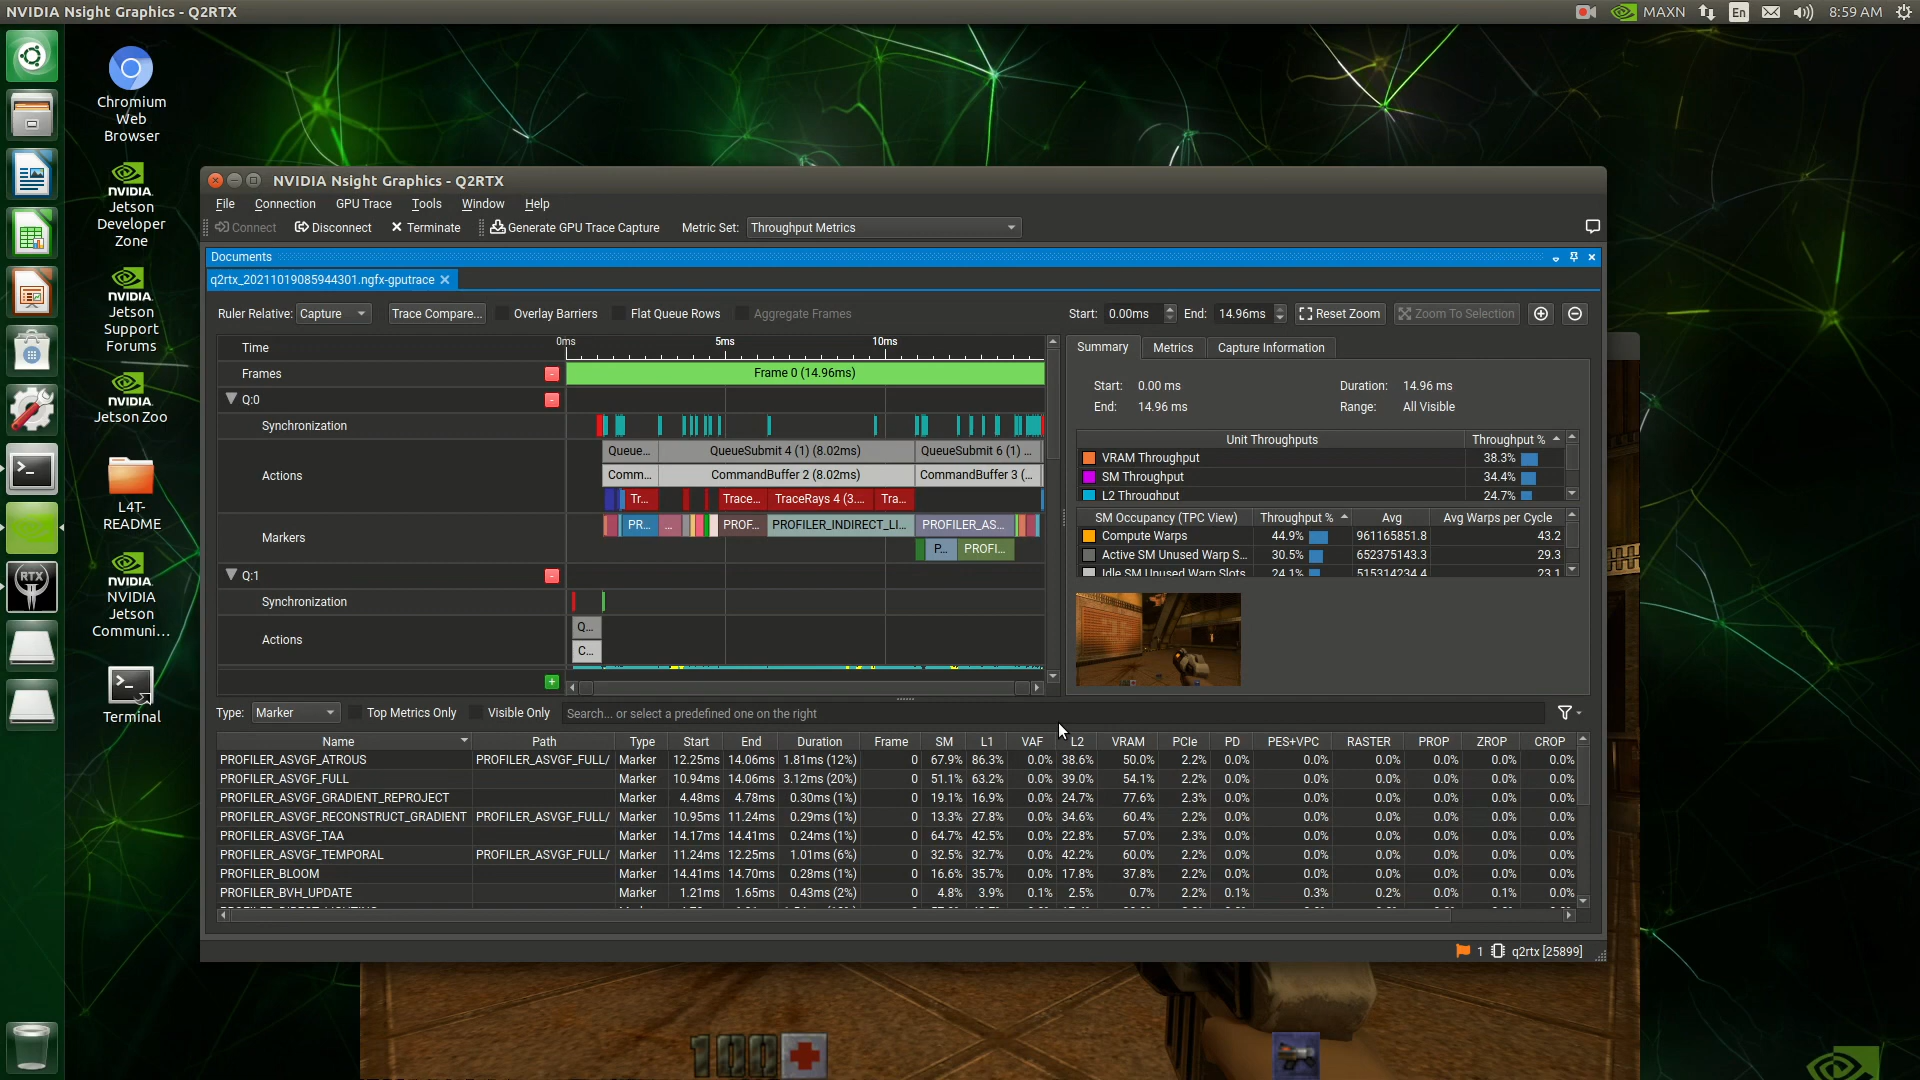 NVIDIA Nsight Graphics - Q2RTX
MAXN
En
8:59 AM
Chromium
Web
Browser
NVIDIA.
Jetson
Developer
Zone
NVIDIA.
Jetson
Support
Forums
NVIDIA.
Jetson Zoo
L4T-
README
NVIDIA.
NVIDIA
Jetson
Communi...
Terminal
RTX
NVIDIA Nsight Graphics - Q2RTX
File Connection GPU Trace Tools Window Help
Connect Disconnect Terminate Generate GPU Trace Capture Metric Set: Throughput Metrics
Documents
q2rtx_20211019085944301.ngfx-gputrace
Ruler Relative: Capture Trace Compare... Overlay Barriers Flat Queue Rows Aggregate Frames Start: 0.00ms End: 14.96ms Reset Zoom Zoom To Selection
Time 0ms 5ms 10ms
Frames Frame 0 (14.96ms)
Q:0
Synchronization
Actions
Queue... QueueSubmit 4 (1) (8.02ms) QueueSubmit 6 (1) ...
Comm... CommandBuffer 2 (8.02ms) CommandBuffer 3 (...
Tr... Trace... TraceRays 4 (3.... Tra...
Markers
PR... ... PROF... PROFILER_INDIRECT_LI... PROFILER_AS...
P... PROFI...
Q:1
Synchronization
Actions
Q...
C...
Summary Metrics Capture Information
Start: 0.00 ms Duration: 14.96 ms
End: 14.96 ms Range: All Visible
Unit Throughputs Throughput %
VRAM Throughput 38.3%
SM Throughput 34.4%
L2 Throughput 24.7%
SM Occupancy (TPC View) Throughput % Avg Avg Warps per Cycle
Compute Warps 44.9% 961165851.8 43.2
Active SM Unused Warp S... 30.5% 652375143.3 29.3
Idle SM Unused Warp Slots 24.1% 515314234.4 23.1
Type: Marker Top Metrics Only Visible Only Search... or select a predefined one on the right
Name Path Type Start End Duration Frame SM L1 VAF L2 VRAM PCIe PD PES+VPC RASTER PROP ZROP CROP
PROFILER_ASVGF_ATROUS PROFILER_ASVGF_FULL/ Marker 12.25ms 14.06ms 1.81ms (12%) 0 67.9% 86.3% 0.0% 38.6% 50.0% 2.2% 0.0% 0.0% 0.0% 0.0% 0.0% 0.0%
PROFILER_ASVGF_FULL Marker 10.94ms 14.06ms 3.12ms (20%) 0 51.1% 63.2% 0.0% 39.0% 54.1% 2.2% 0.0% 0.0% 0.0% 0.0% 0.0% 0.0%
PROFILER_ASVGF_GRADIENT_REPROJECT Marker 4.48ms 4.78ms 0.30ms (1%) 0 19.1% 16.9% 0.0% 24.7% 77.6% 2.3% 0.0% 0.0% 0.0% 0.0% 0.0% 0.0%
PROFILER_ASVGF_RECONSTRUCT_GRADIENT PROFILER_ASVGF_FULL/ Marker 10.95ms 11.24ms 0.29ms (1%) 0 13.3% 27.8% 0.0% 34.6% 60.4% 2.2% 0.0% 0.0% 0.0% 0.0% 0.0% 0.0%
PROFILER_ASVGF_TAA Marker 14.17ms 14.41ms 0.24ms (1%) 0 64.7% 42.5% 0.0% 22.8% 57.0% 2.3% 0.0% 0.0% 0.0% 0.0% 0.0% 0.0%
PROFILER_ASVGF_TEMPORAL PROFILER_ASVGF_FULL/ Marker 11.24ms 12.25ms 1.01ms (6%) 0 32.5% 32.7% 0.0% 42.2% 60.0% 2.2% 0.0% 0.0% 0.0% 0.0% 0.0% 0.0%
PROFILER_BLOOM Marker 14.41ms 14.70ms 0.28ms (1%) 0 16.6% 35.7% 0.0% 17.8% 37.8% 2.2% 0.0% 0.0% 0.0% 0.0% 0.0% 0.0%
PROFILER_BVH_UPDATE Marker 1.21ms 1.65ms 0.43ms (2%) 0 4.8% 3.9% 0.1% 2.5% 0.7% 2.2% 0.1% 0.3% 0.2% 0.0% 0.1% 0.0%
1 q2rtx [25899]
100